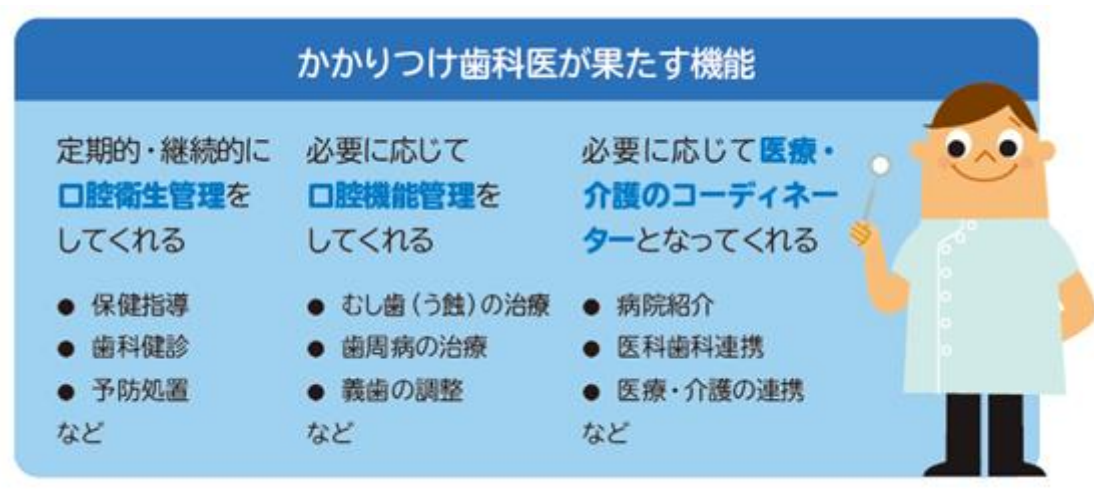 かかりつけ歯科医が果たす機能
定期的・継続的に
口腔衛生管理を
してくれる
● 保健指導
● 歯科健診
● 予防処置
など
必要に応じて
口腔機能管理を
してくれる
● むし歯(う蝕)の治療
● 歯周病の治療
● 義歯の調整
など
必要に応じて医療・
介護のコーディネー
ターとなってくれる
● 病院紹介
● 医科歯科連携
● 医療・介護の連携
など